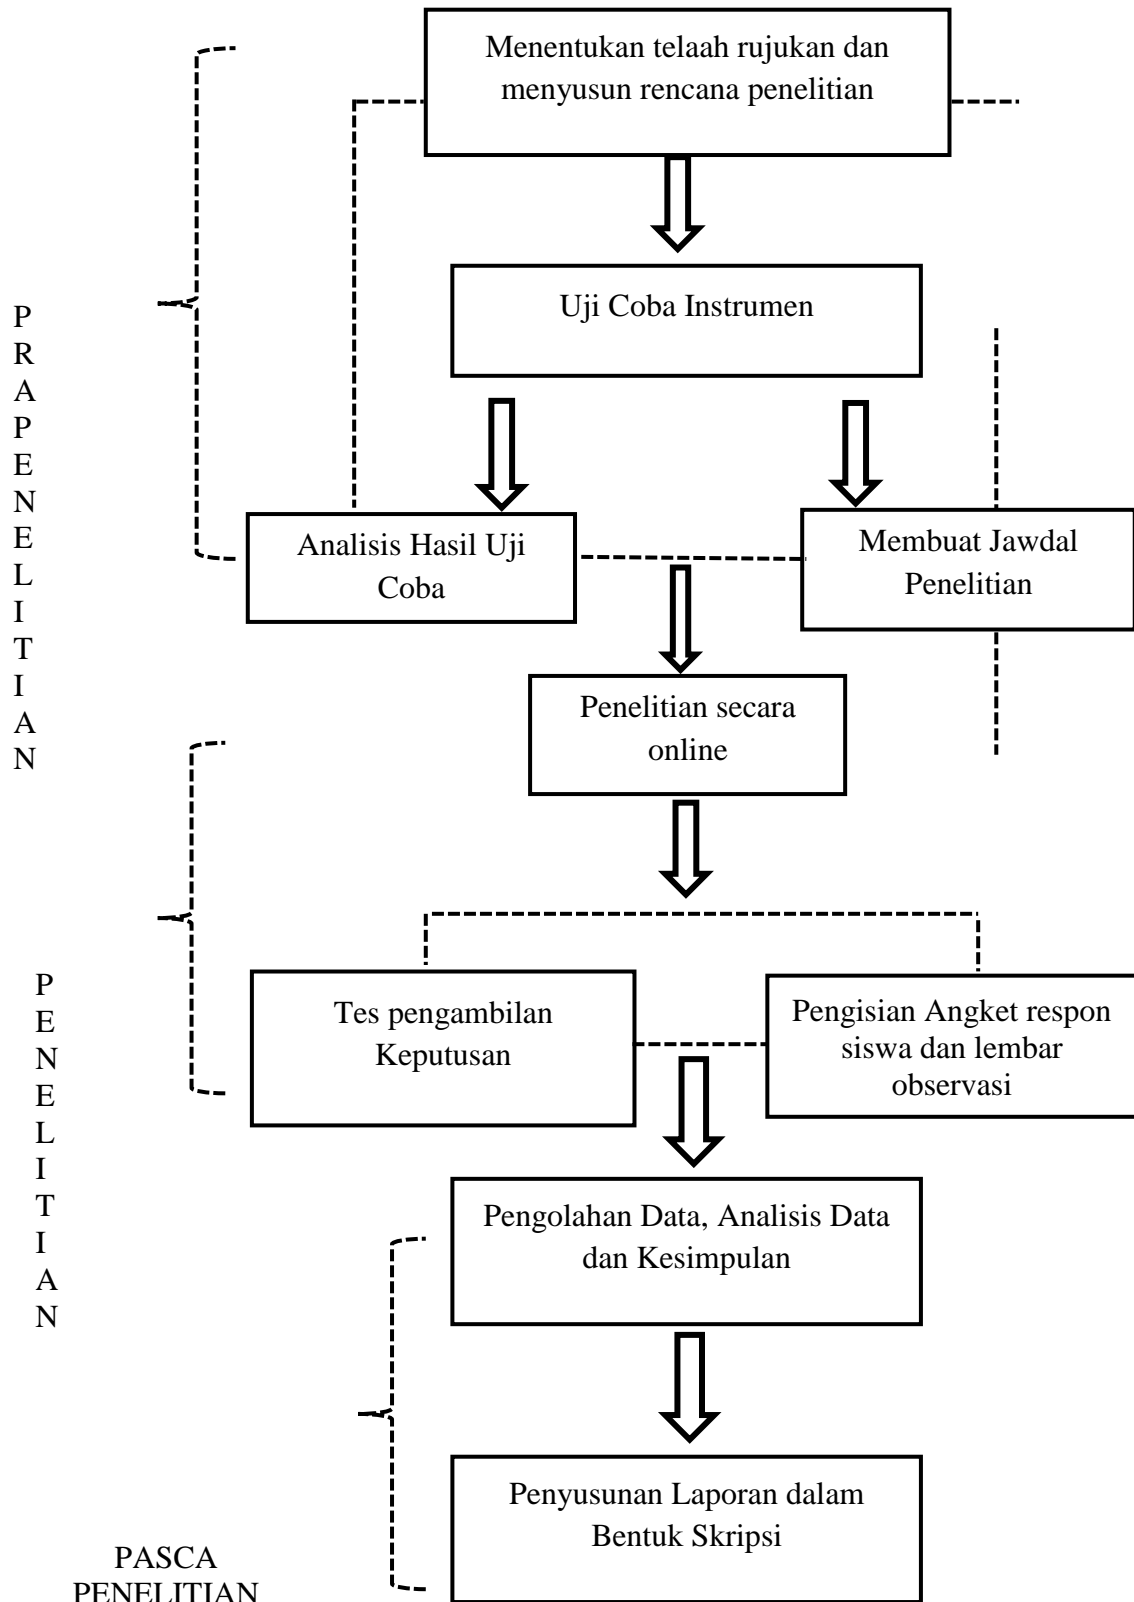 Menentukan telaah rujukan dan
menyusun rencana penelitian
Uji Coba Instrumen
P
R
A
P
E
N
E
L
I
T
I
A
N
Analisis Hasil Uji
Coba
Membuat Jawdal
Penelitian
Penelitian secara
online
P
E
N
E
L
I
T
I
A
N
Tes pengambilan
Keputusan
Pengisian Angket respon
siswa dan lembar
observasi
Pengolahan Data, Analisis Data
dan Kesimpulan
Penyusunan Laporan dalam
Bentuk Skripsi
PASCA
PENELITIAN